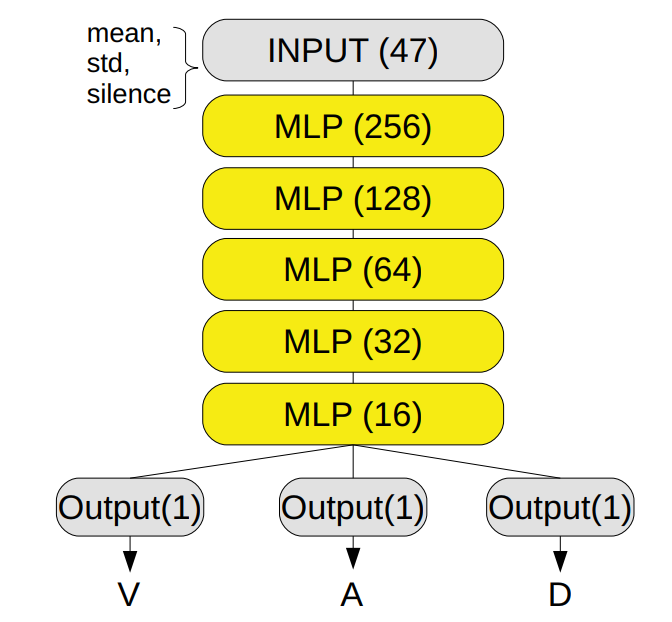 mean,
std,
silence
INPUT (47)
MLP (256)
MLP (128)
MLP (64)
MLP (32)
MLP (16)
Output(1) Output(1) Output(1)
V A D